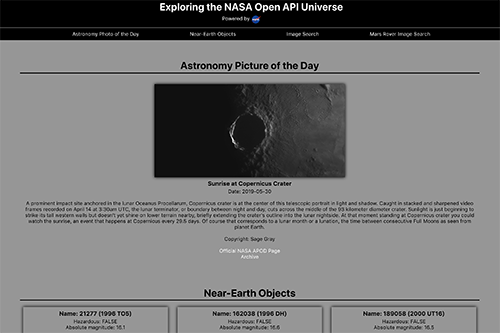 Exploring the NASA Open API Universe
Powered by
Astronomy Photo of the Day
Near-Earth Objects
Image Search
Mars Rover Image Search
Astronomy Picture of the Day
Sunrise at Copernicus Crater
Date: 2019-05-30
A prominent impact site anchored in the lunar Oceanus Procellarum, Copernicus crater is at the center of this telescopic portrait in light and shadow. Caught in stacked and sharpened video
frames recorded on April 14 at 3:30am UTC, the lunar terminator, or boundary between night and day, cuts across the middle of the 93 kilometer diameter crater. Sunlight is just beginning to
strike its tall western walls but doesn't yet shine on lower terrain nearby, briefly extending the crater's outline into the lunar nightside. At that moment standing at Copernicus crater you could
watch the sunrise, an event that happens at Copernicus every 29.5 days. Of course that corresponds to a lunar month or a lunation, the time between consecutive Full Moons as seen from
planet Earth.
Copyright: Sage Gray
Official NASA APOD Page
Archive
Near-Earth Objects
Name: 21277 (1996 TO5)
Hazardous: FALSE
Absolute magnitude: 16.1
Name: 162038 (1996 DH)
Hazardous: FALSE
Absolute magnitude: 16.6
Name: 189058 (2000 UT16)
Hazardous: FALSE
Absolute magnitude: 16.5